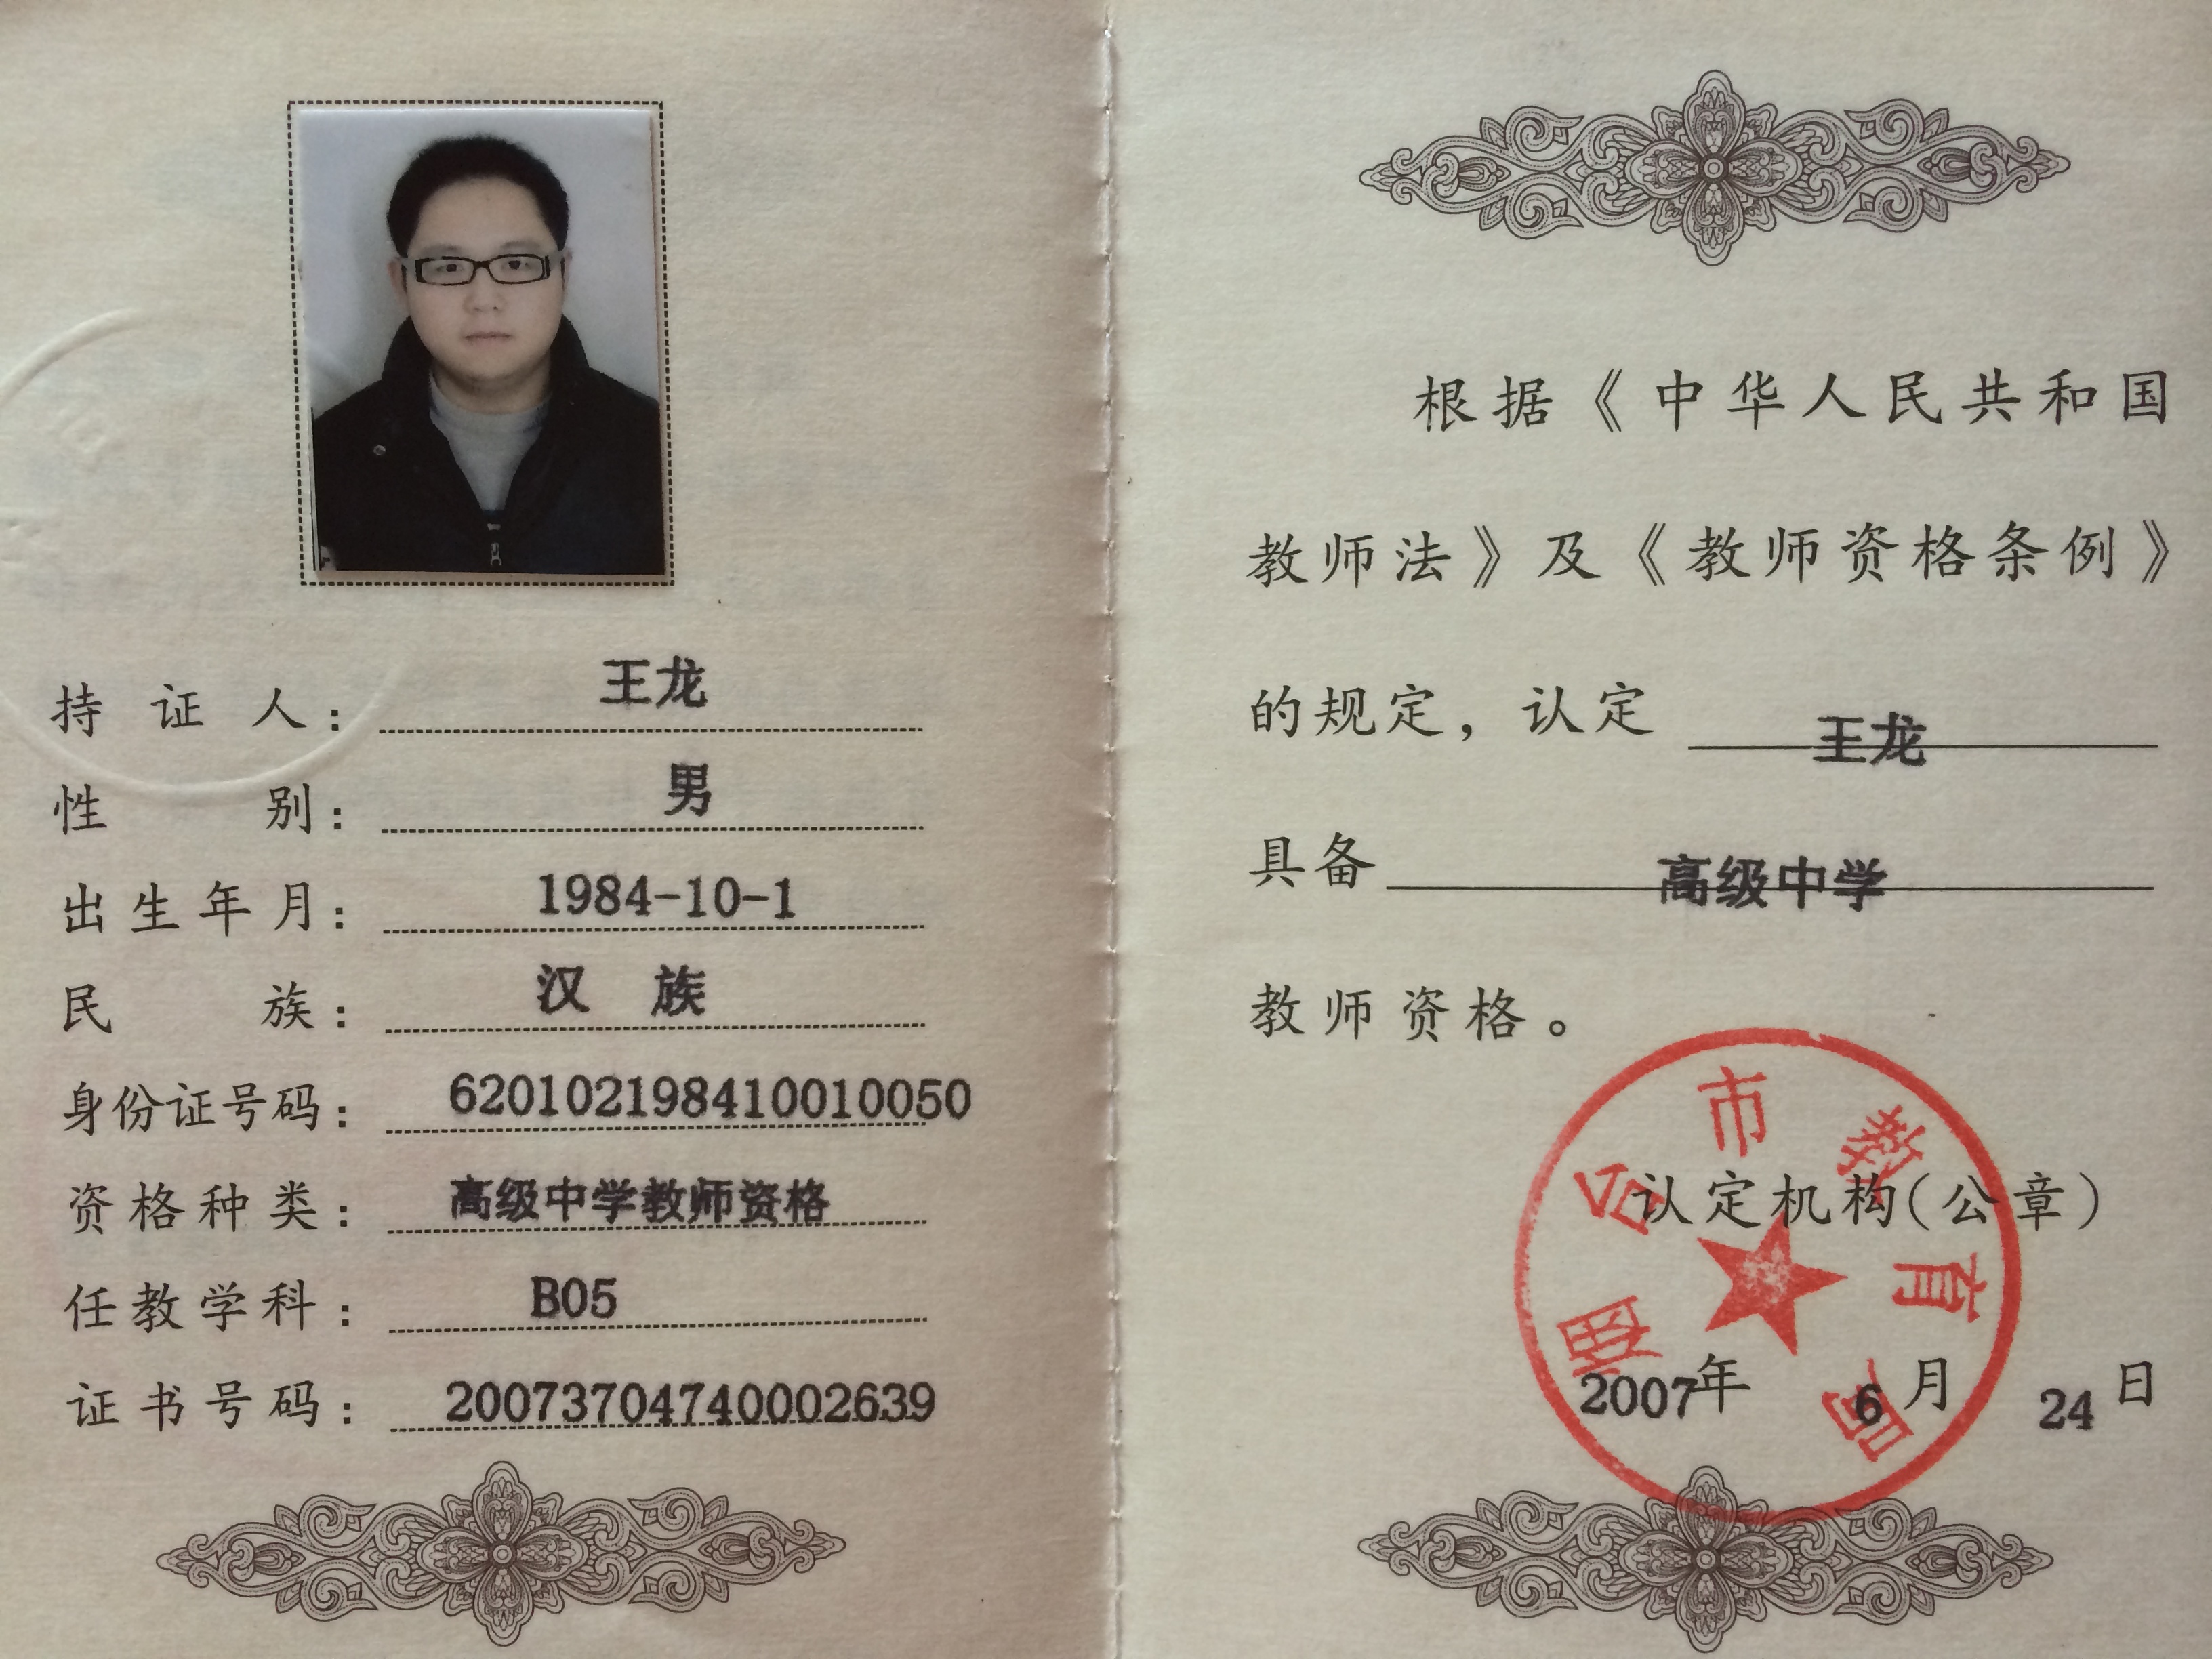 持证人：王龙
性别：男
出生年月：1984-10-1
民族：汉 族
身份证号码：620102198410010050
资格种类：高级中学教师资格
任教学科：B05
证书号码：20073704740002639
根据《中华人民共和国
教师法》及《教师资格条例》
的规定，认定 王龙
具备 高级中学
教师资格。
市教育局
认定机构(公章)
2007年 6月 24日